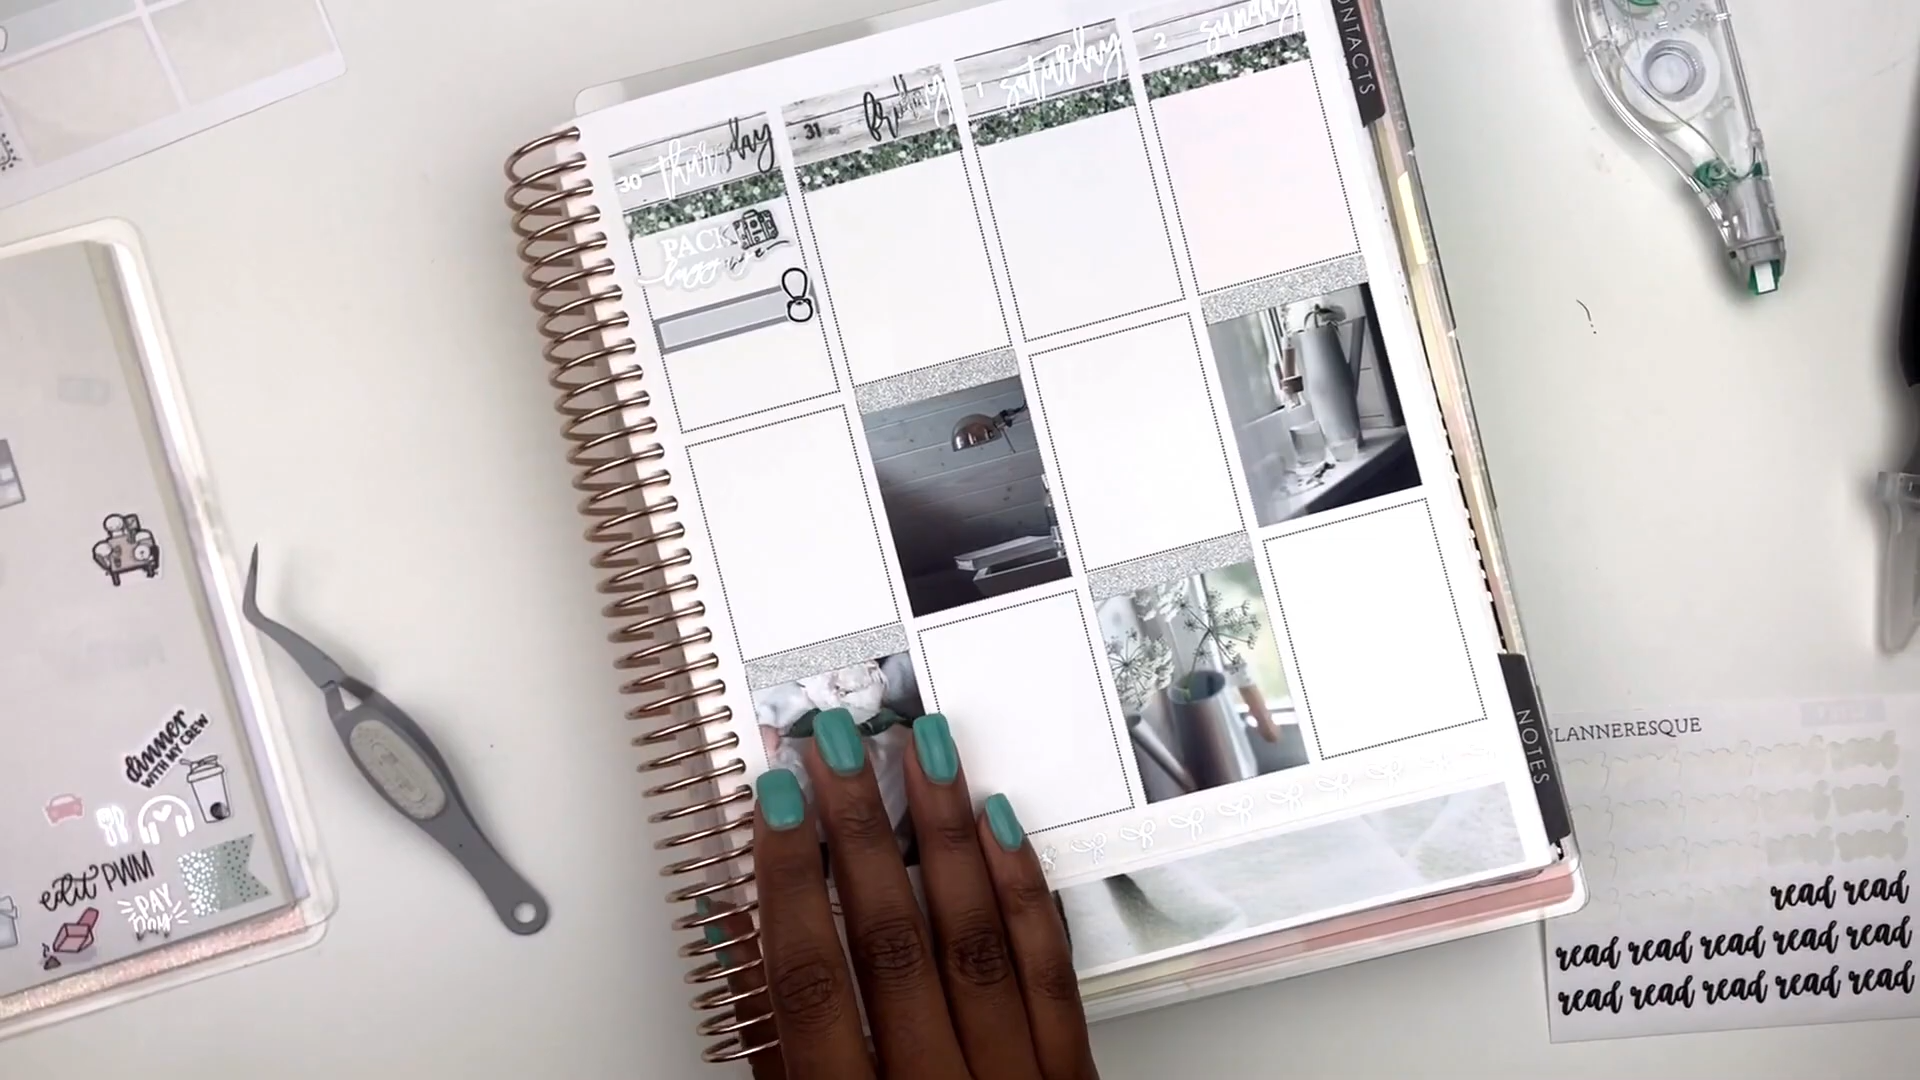 CONTACTS
30 thursday
31 friday
1 saturday
2 sunday
PACK
luggage
dinner
WITH MY CREW
edit PWM
PAY
DAY
NOTES
PLANNERESQUE
read read
read read read read read
read read read read read